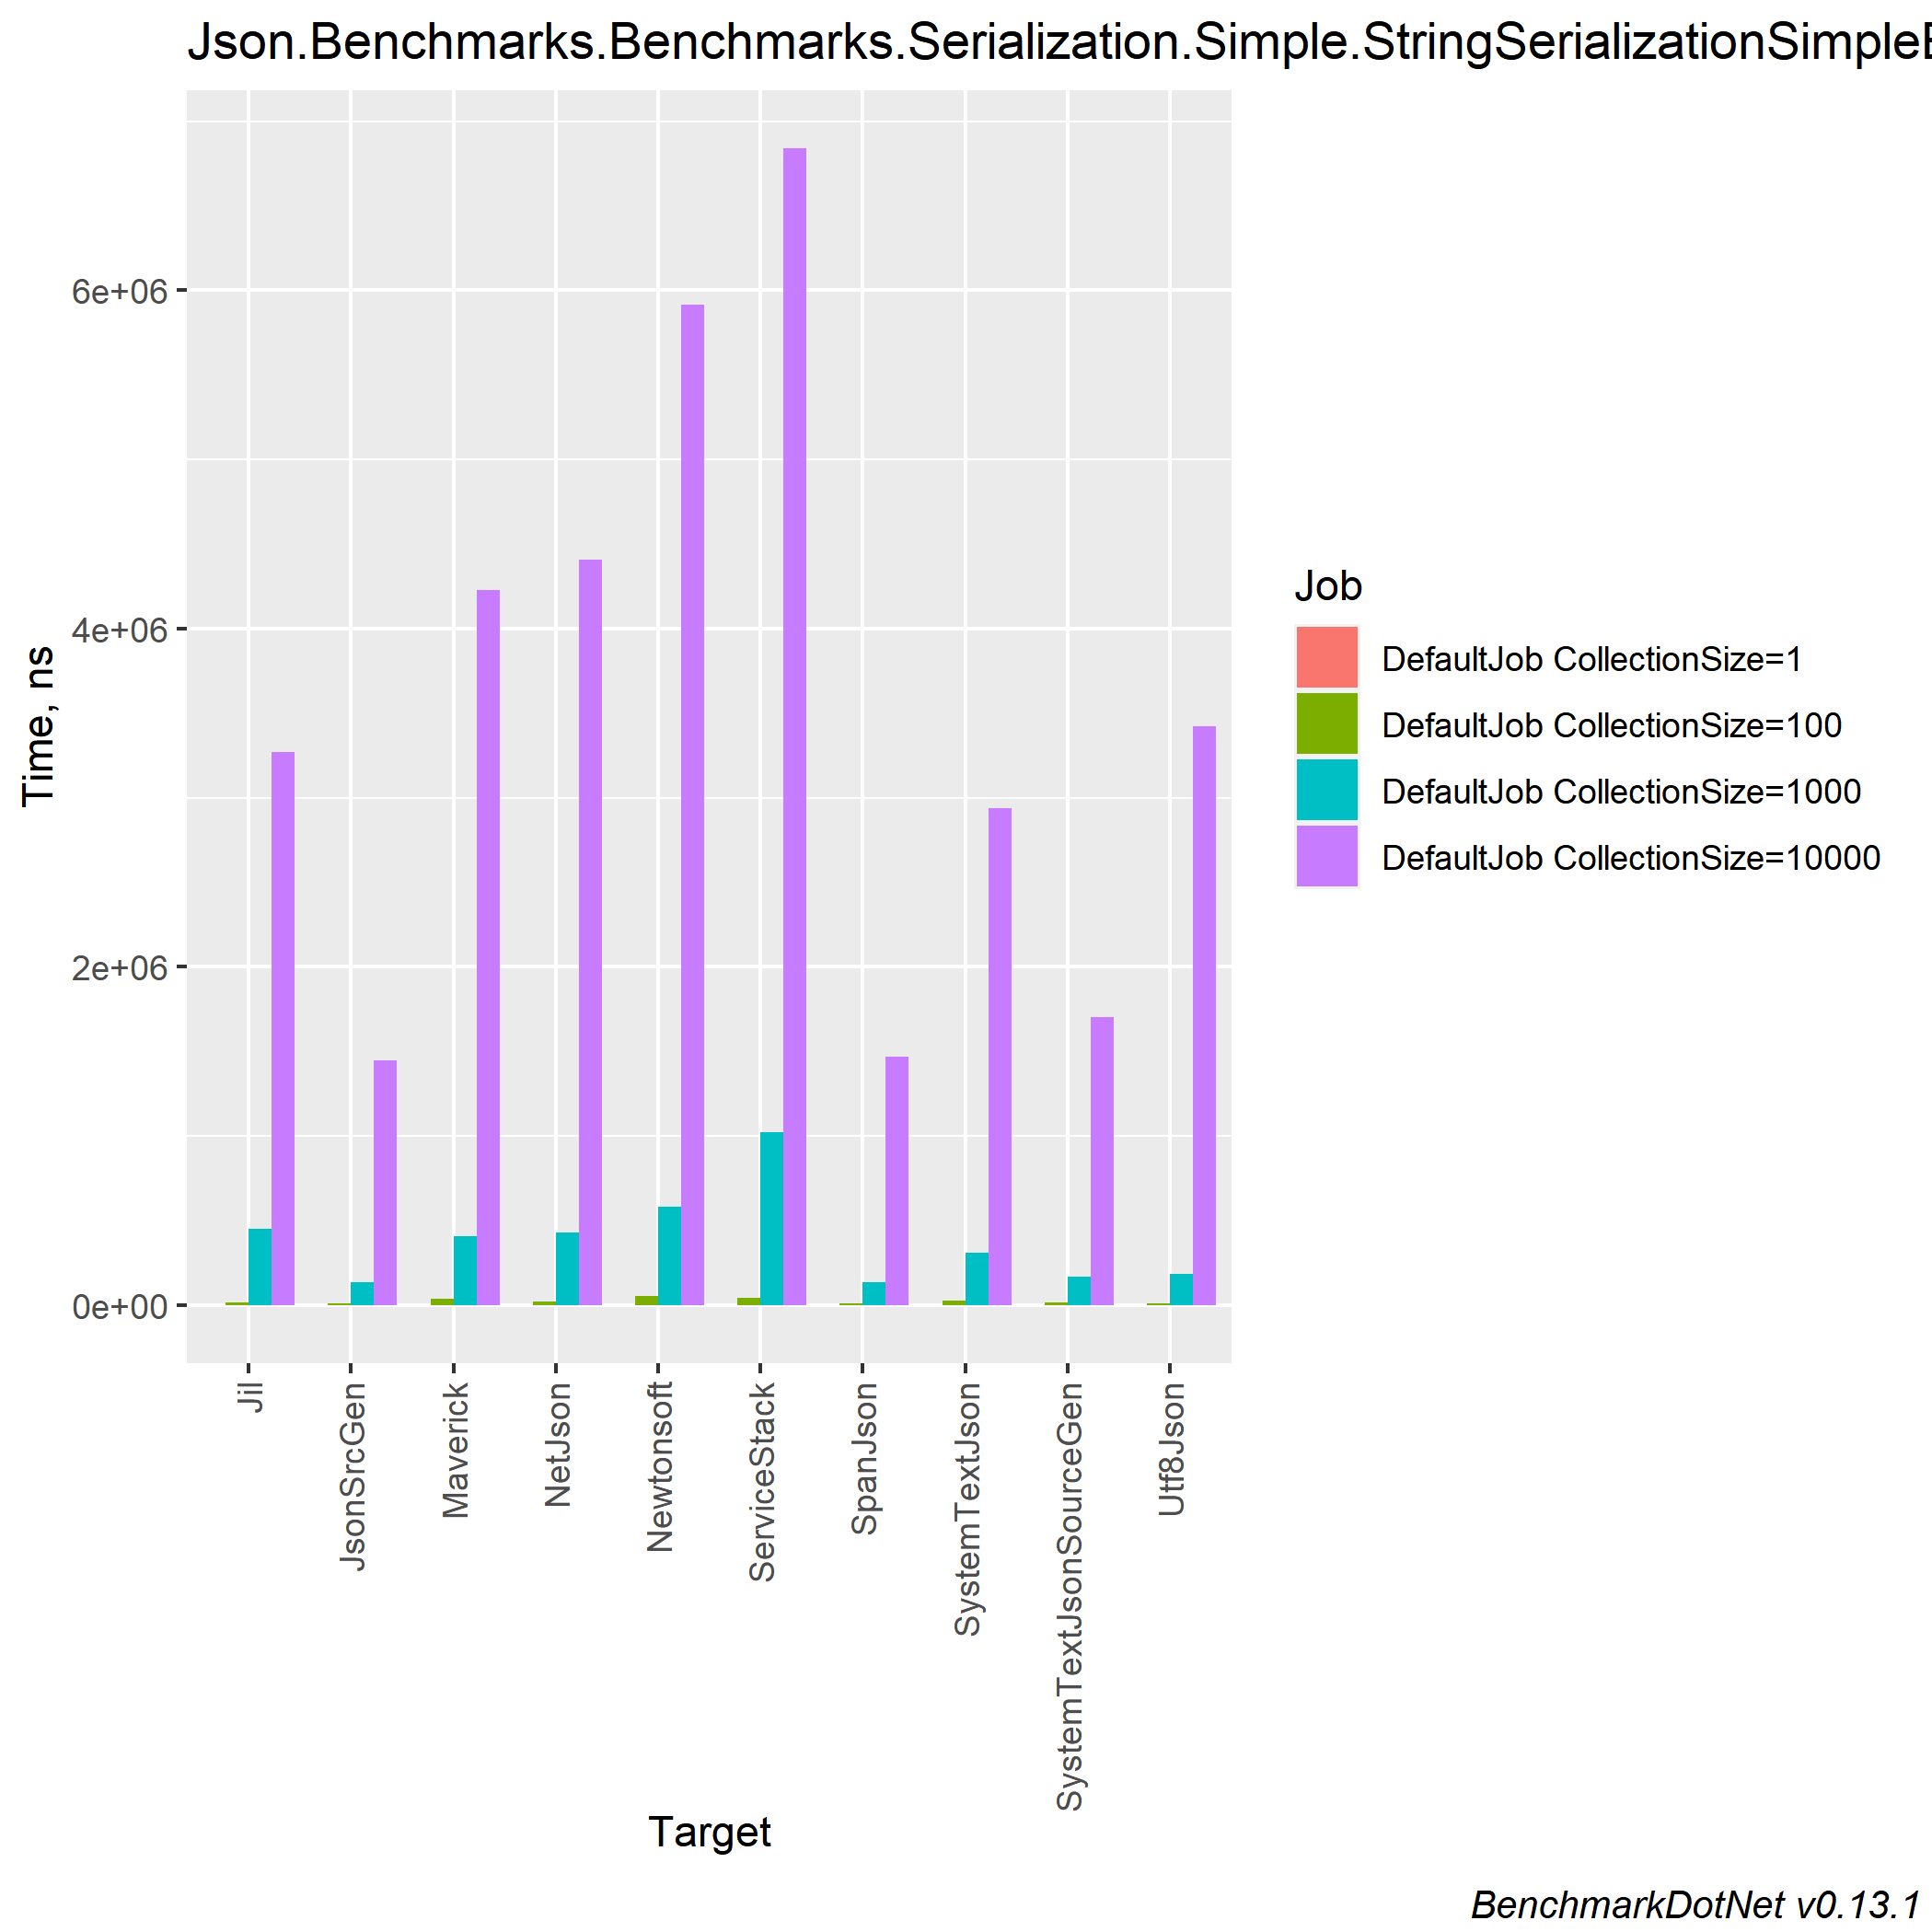 Json.Benchmarks.Benchmarks.Serialization.Simple.StringSerializationSimple
Time, ns
6e+06
4e+06
2e+06
0e+00
Jil
JsonSrcGen
Maverick
NetJson
Newtonsoft
ServiceStack
SpanJson
SystemTextJson
SystemTextJsonSourceGen
Utf8Json
Target
Job
DefaultJob CollectionSize=1
DefaultJob CollectionSize=100
DefaultJob CollectionSize=1000
DefaultJob CollectionSize=10000
BenchmarkDotNet v0.13.1